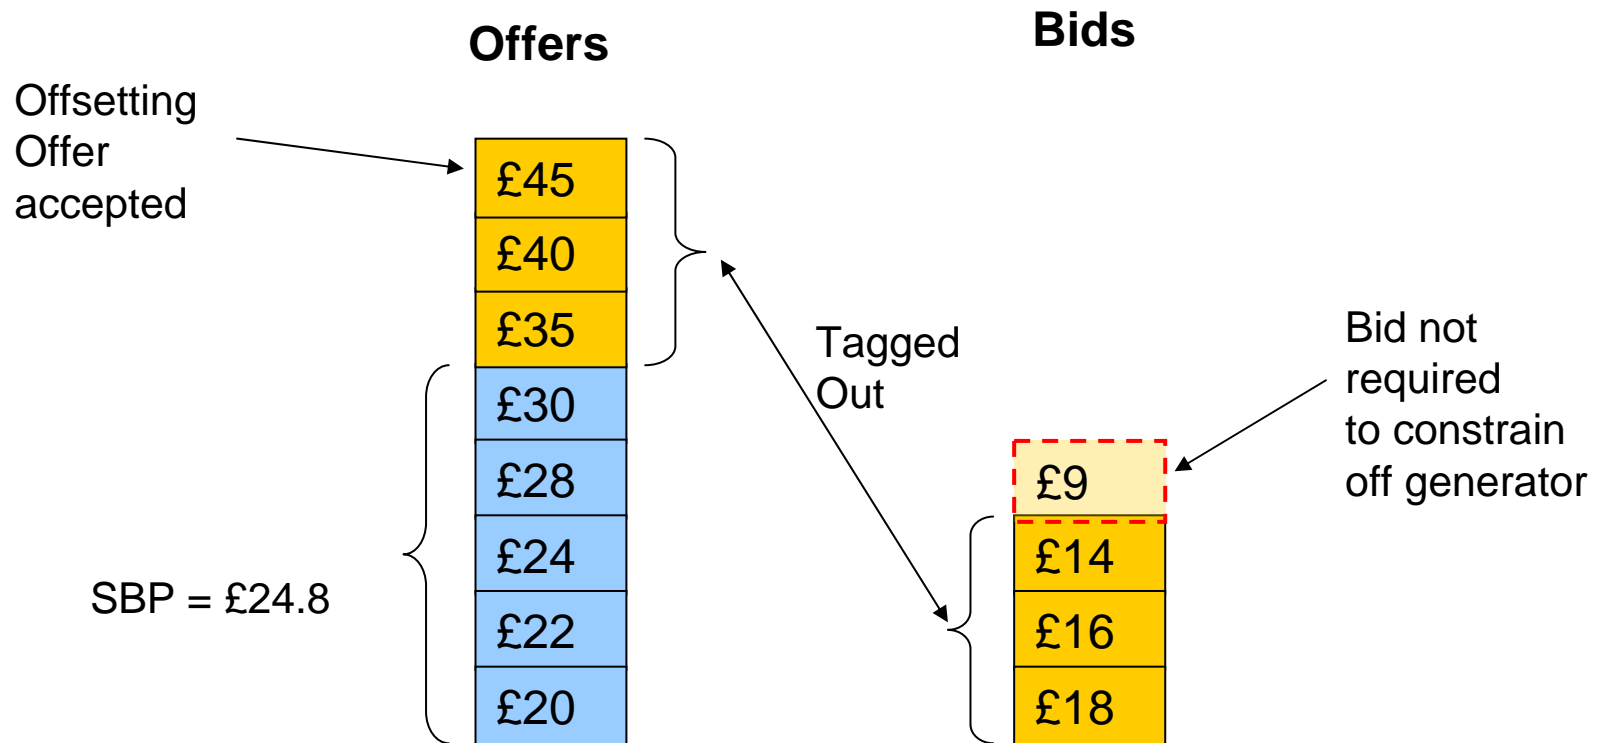 Offers
Bids
Offsetting
Offer
accepted
£45
£40
£35
£30
£28
£24
£22
£20
SBP = £24.8
Tagged
Out
£9
£14
£16
£18
Bid not
required
to constrain
off generator